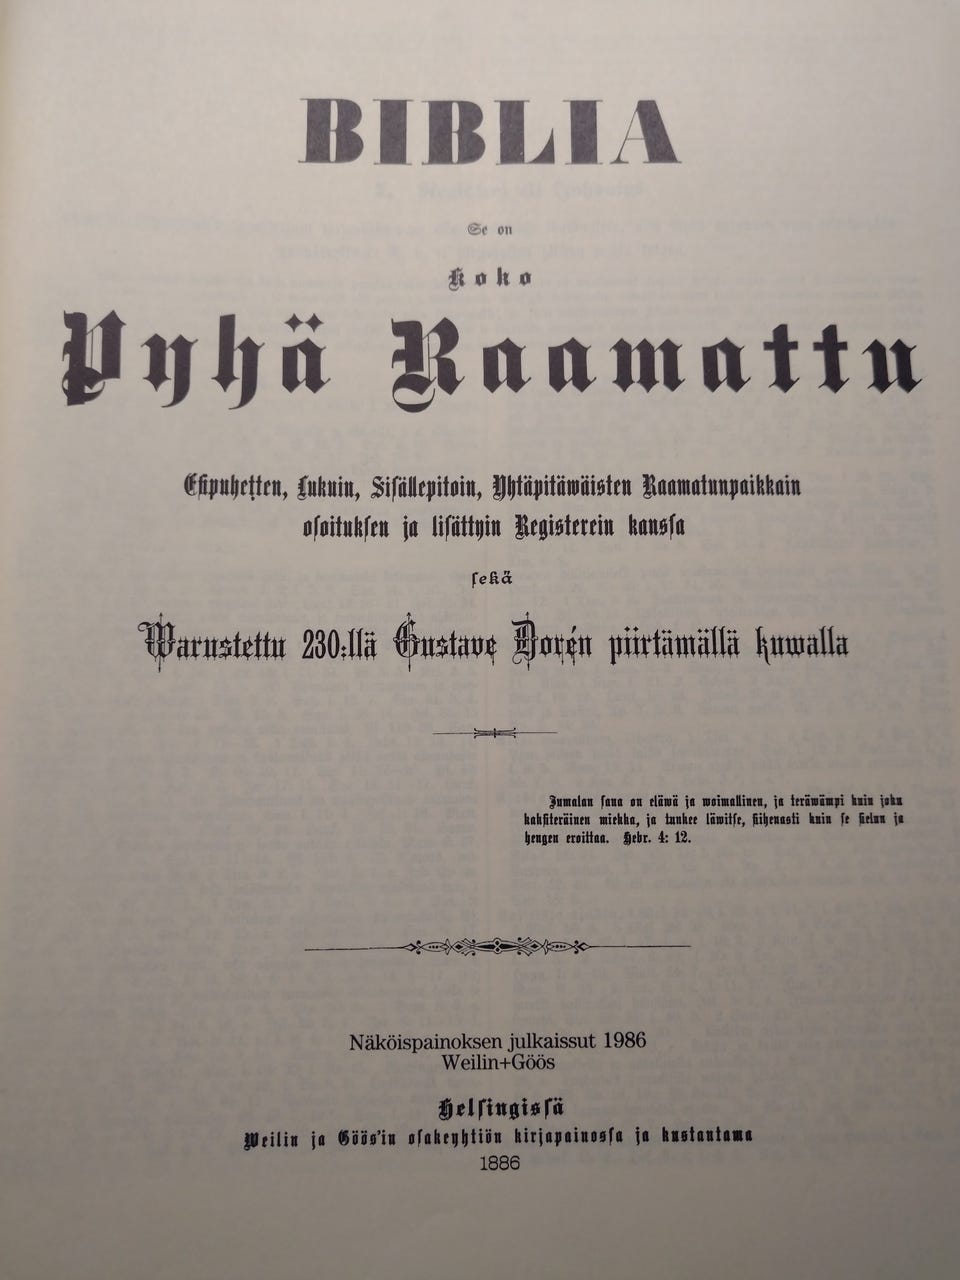 BIBLIA
Se on
Koko
Pyhä Raamattu
Esipuhetten, Lukuin, Sisällepitoin, Yhtäpitäwäisten Raamatunpaikkain
osoituksen ja lisättyin Registerein kanssa
sekä
Warustettu 230:llä Gustave Dorén piirtämällä kuwalla
Jumalan sana on eläwä ja woimallinen, ja teräwämpi kuin joku
kaksiteräinen miekka, ja tunkee läwitse, siihenasti kuin se sielun ja
hengen eroittaa. Hebr. 4: 12.
Näköispainoksen julkaissut 1986
Weilin+Göös
Helsingissä
Weilin ja Göös'in osakeyhtiön kirjapainossa ja kustantama
1886